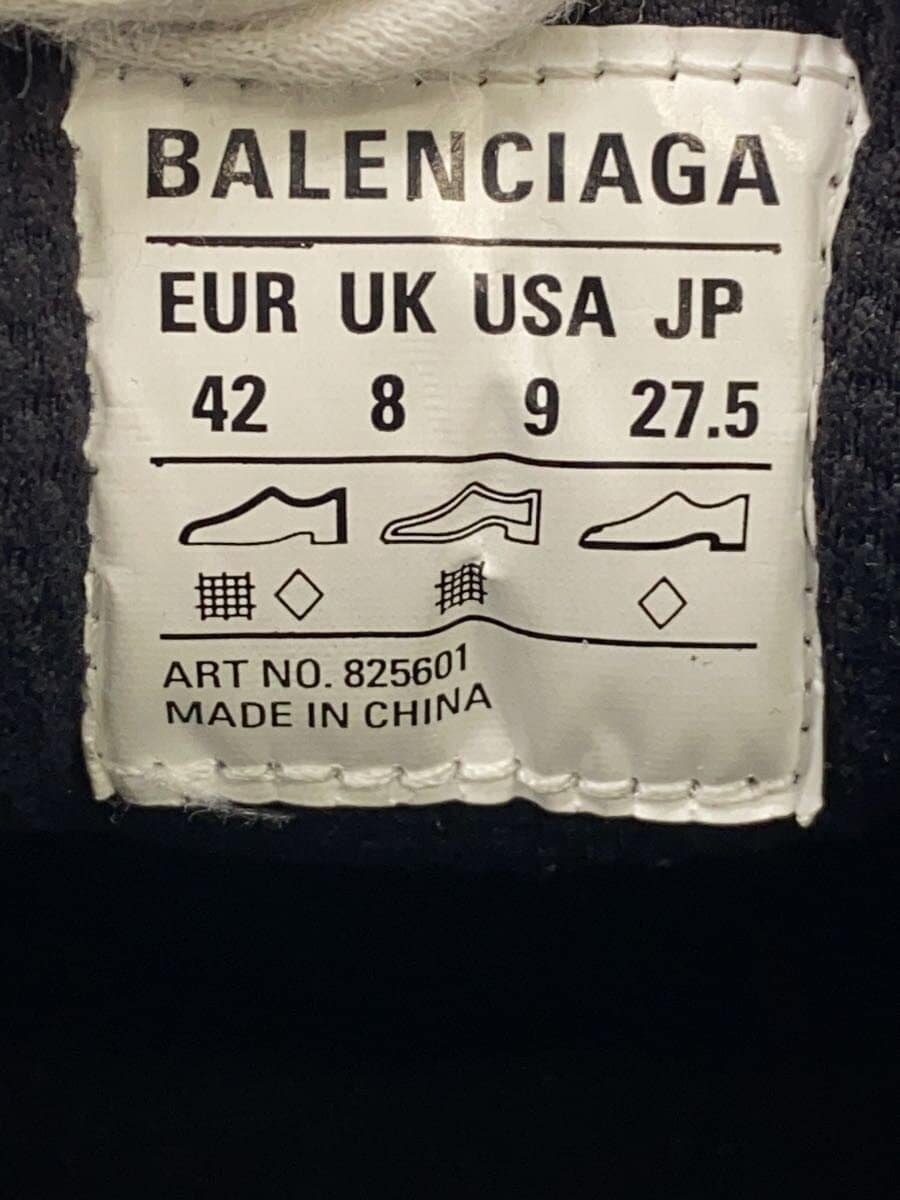 BALENCIAGA
EUR UK USA JP
42 8 9 27.5
ART NO. 825601
MADE IN CHINA